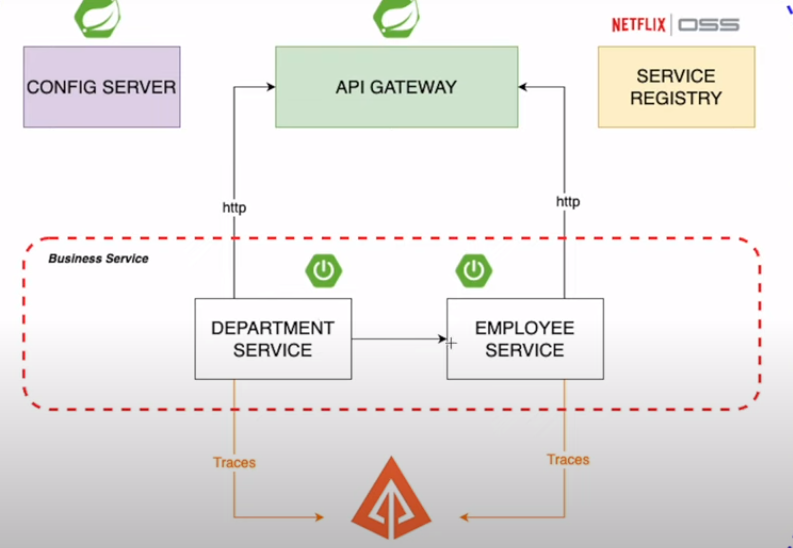 NETFLIX OSS
CONFIG SERVER
API GATEWAY
SERVICE
REGISTRY
http
http
Business Service
DEPARTMENT
SERVICE
EMPLOYEE
SERVICE
Traces
Traces